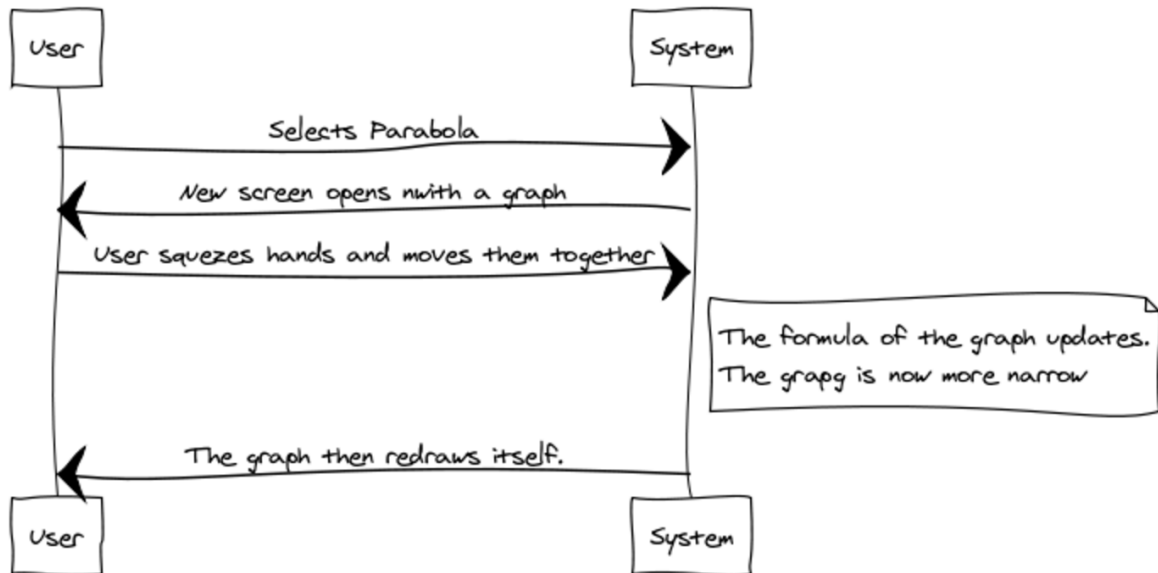 User
System
Selects Parabola
New screen opens nwith a graph
User squezes hands and moves them together
The formula of the graph updates.
The grapg is now more narrow
The graph then redraws itself.
User
System